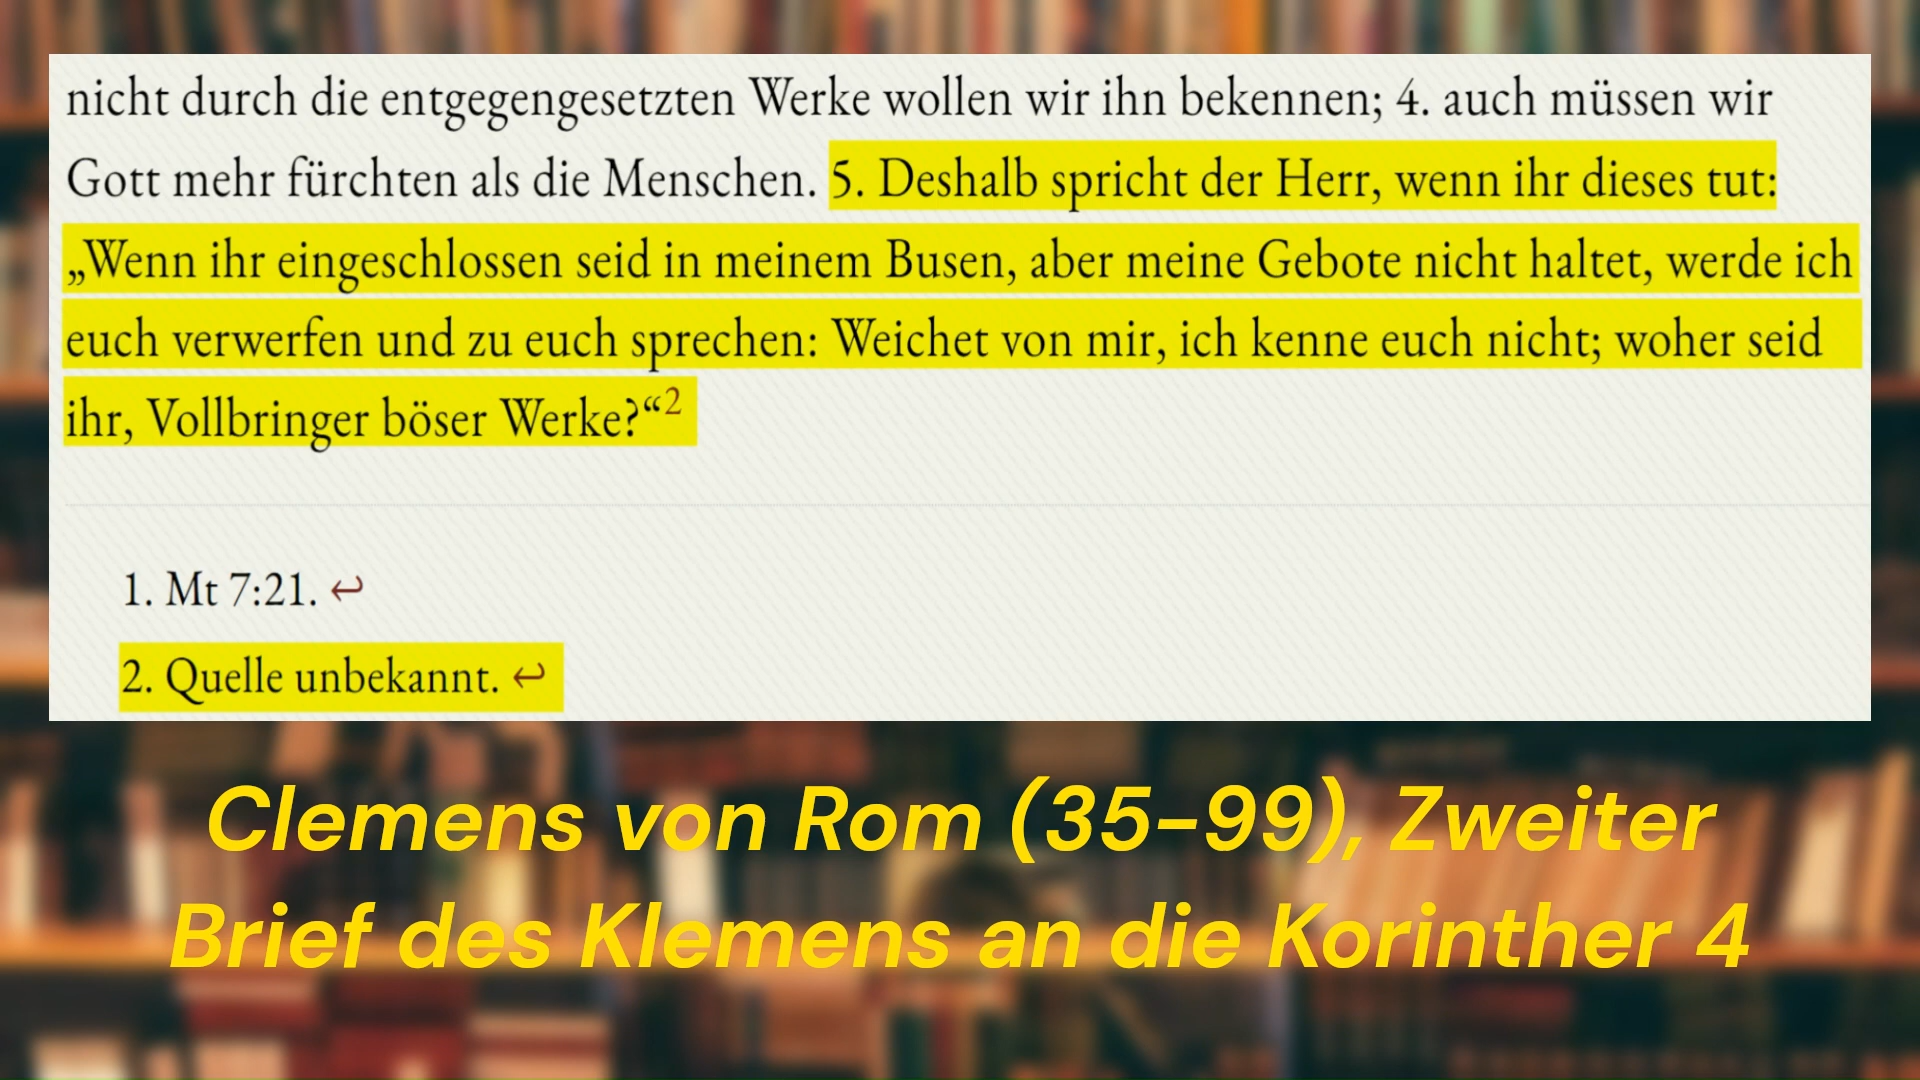 nicht durch die entgegengesetzten Werke wollen wir ihn bekennen; 4. auch müssen wir
Gott mehr fürchten als die Menschen. 5. Deshalb spricht der Herr, wenn ihr dieses tut:
„Wenn ihr eingeschlossen seid in meinem Busen, aber meine Gebote nicht haltet, werde ich
euch verwerfen und zu euch sprechen: Weichet von mir, ich kenne euch nicht; woher seid
ihr, Vollbringer böser Werke?“2
1. Mt 7:21. ↩
2. Quelle unbekannt. ↩
Clemens von Rom (35–99), Zweiter
Brief des Klemens an die Korinther 4